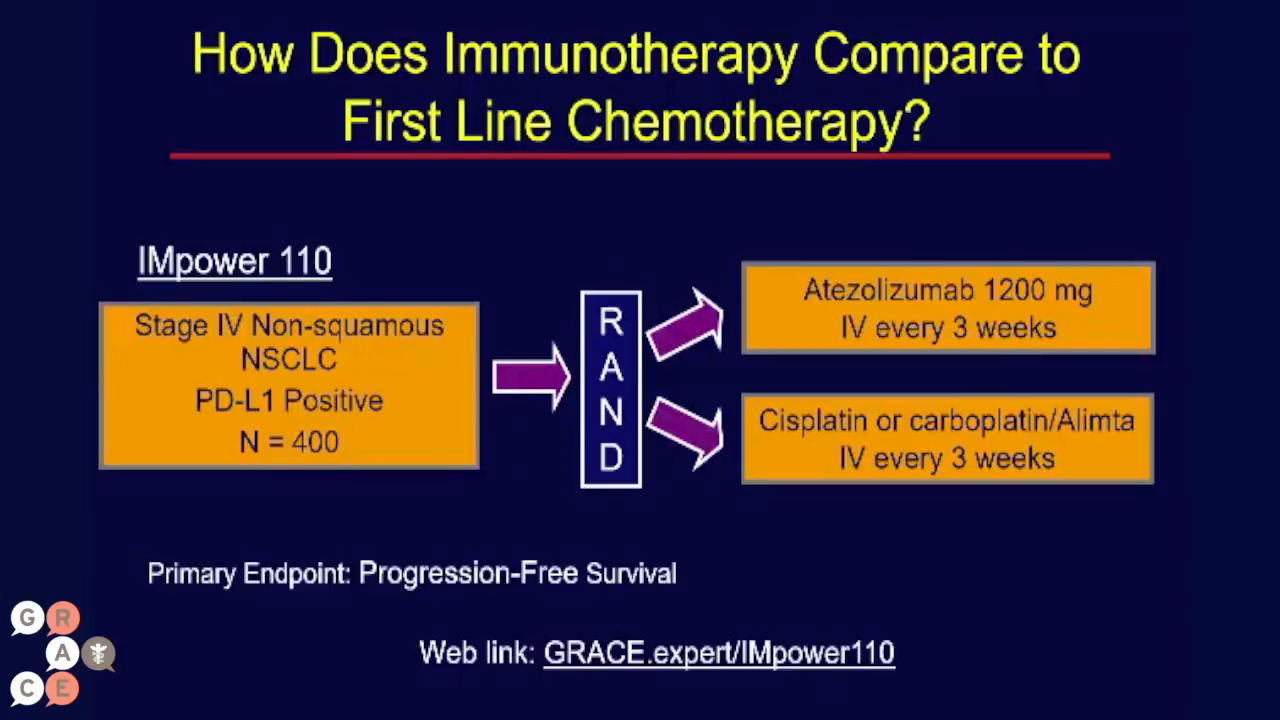 How Does Immunotherapy Compare to
First Line Chemotherapy?
IMpower 110
Stage IV Non-squamous
NSCLC
PD-L1 Positive
N = 400
R
A
N
D
Atezolizumab 1200 mg
IV every 3 weeks
Cisplatin or carboplatin/Alimta
IV every 3 weeks
Primary Endpoint: Progression-Free Survival
Web link: GRACE.expert/IMpower110
G R
A
C E